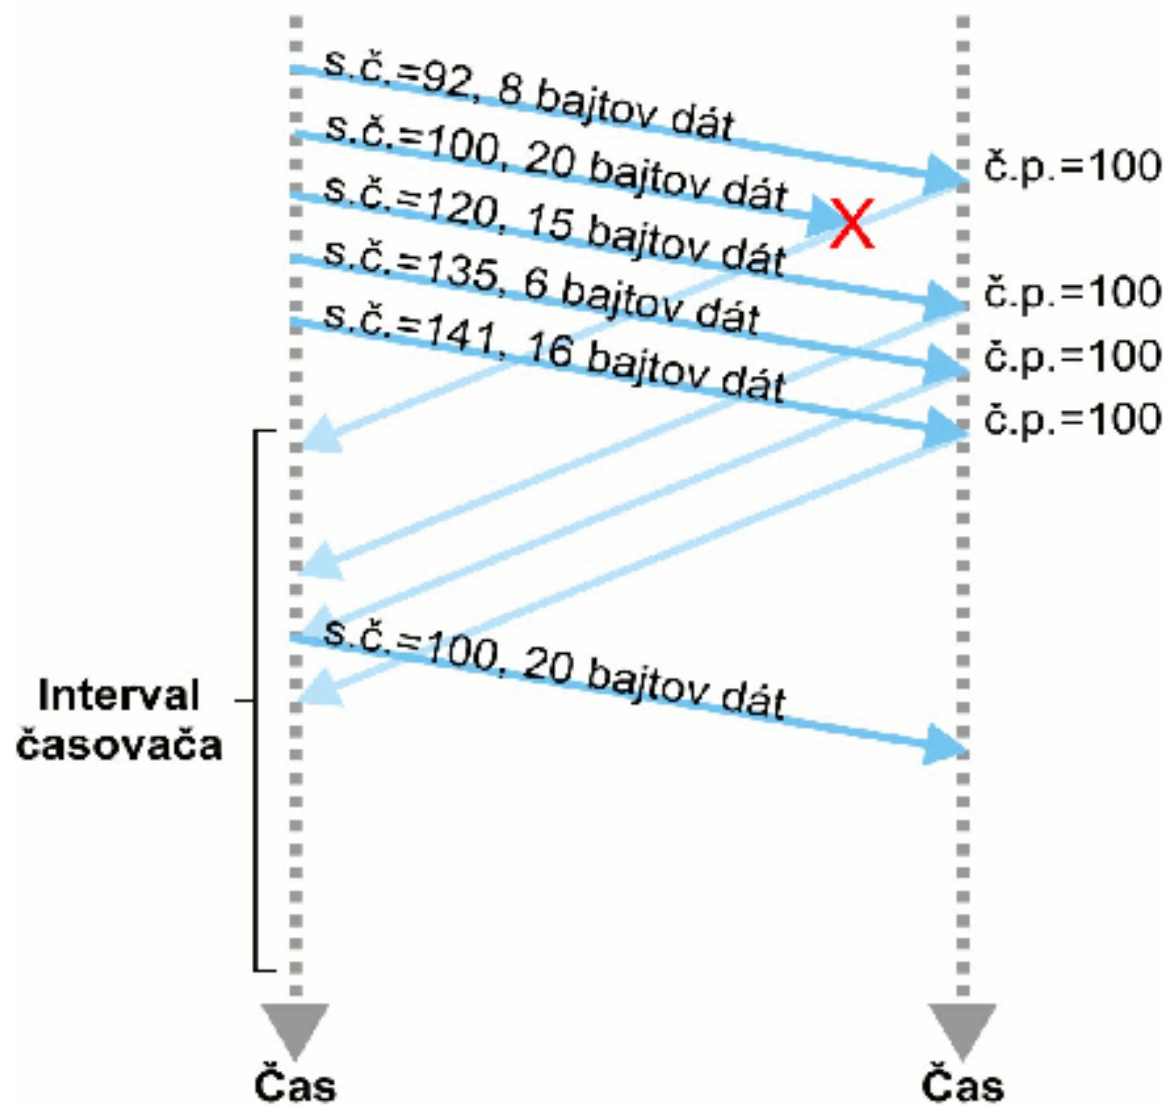 s.č.=92, 8 bajtov dát
č.p.=100
s.č.=100, 20 bajtov dát
X
s.č.=120, 15 bajtov dát
č.p.=100
s.č.=135, 6 bajtov dát
č.p.=100
s.č.=141, 16 bajtov dát
č.p.=100
s.č.=100, 20 bajtov dát
Interval
časovača
Čas
Čas